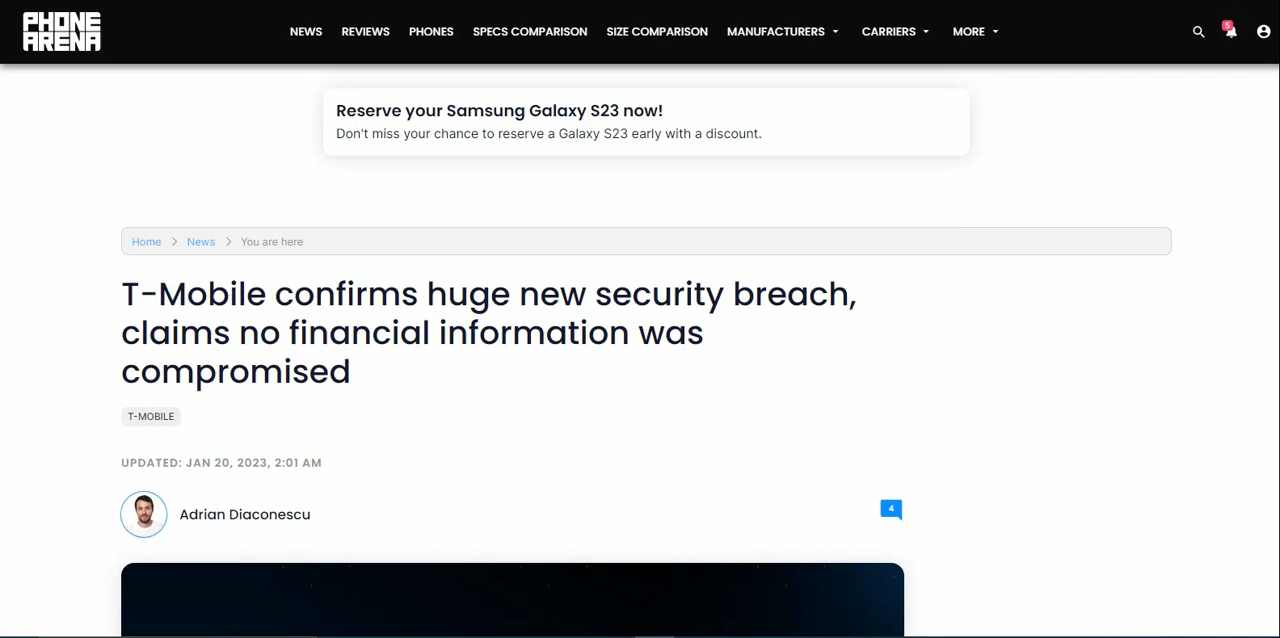 PHONE
ARENA
NEWS REVIEWS PHONES SPECS COMPARISON SIZE COMPARISON MANUFACTURERS CARRIERS MORE
5
Reserve your Samsung Galaxy S23 now!
Don't miss your chance to reserve a Galaxy S23 early with a discount.
Home News You are here
T-Mobile confirms huge new security breach,
claims no financial information was
compromised
T-MOBILE
UPDATED: JAN 20, 2023, 2:01 AM
Adrian Diaconescu
4